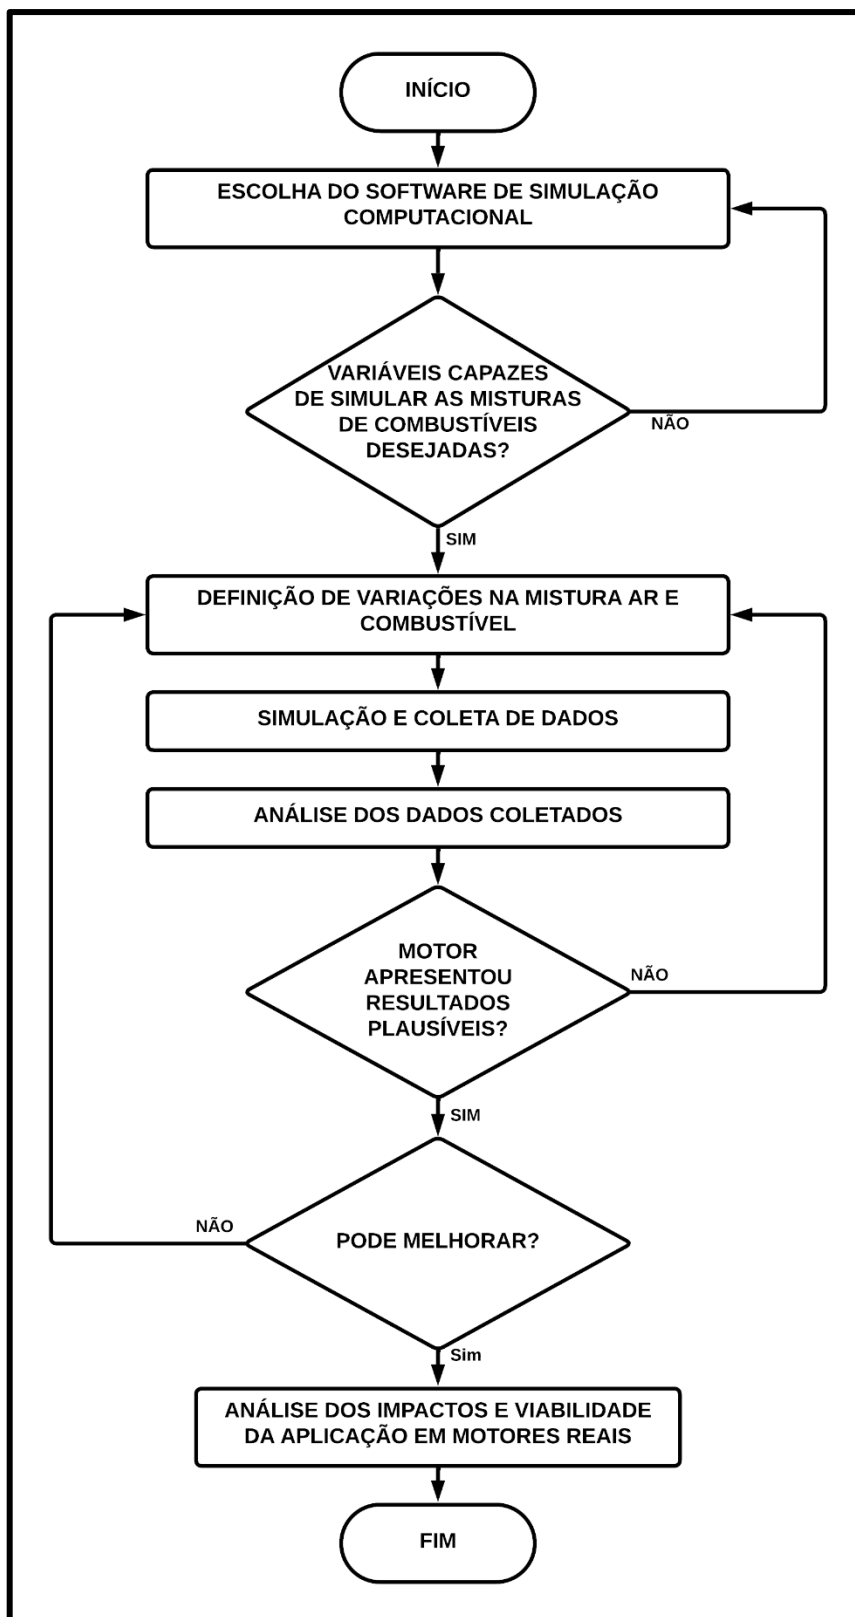 INÍCIO
ESCOLHA DO SOFTWARE DE SIMULAÇÃO
COMPUTACIONAL
VARIÁVEIS CAPAZES
DE SIMULAR AS MISTURAS
DE COMBUSTÍVEIS
DESEJADAS?
NÃO
SIM
DEFINIÇÃO DE VARIAÇÕES NA MISTURA AR E
COMBUSTÍVEL
SIMULAÇÃO E COLETA DE DADOS
ANÁLISE DOS DADOS COLETADOS
MOTOR
APRESENTOU
RESULTADOS
PLAUSÍVEIS?
NÃO
SIM
NÃO
PODE MELHORAR?
Sim
ANÁLISE DOS IMPACTOS E VIABILIDADE
DA APLICAÇÃO EM MOTORES REAIS
FIM